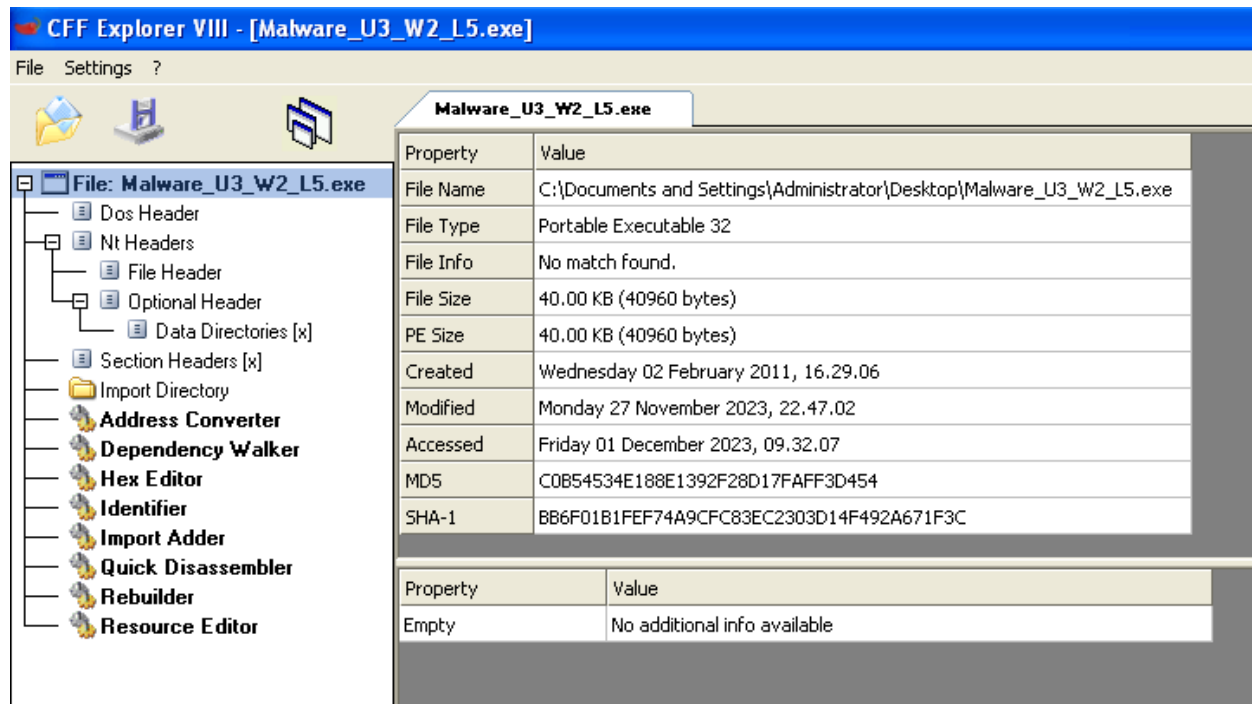 CFF Explorer VIII - [Malware_U3_W2_L5.exe]
File Settings ?
Malware_U3_W2_L5.exe
File: Malware_U3_W2_L5.exe
Dos Header
Nt Headers
File Header
Optional Header
Data Directories [x]
Section Headers [x]
Import Directory
Address Converter
Dependency Walker
Hex Editor
Identifier
Import Adder
Quick Disassembler
Rebuilder
Resource Editor
Property Value
File Name C:\Documents and Settings\Administrator\Desktop\Malware_U3_W2_L5.exe
File Type Portable Executable 32
File Info No match found.
File Size 40.00 KB (40960 bytes)
PE Size 40.00 KB (40960 bytes)
Created Wednesday 02 February 2011, 16.29.06
Modified Monday 27 November 2023, 22.47.02
Accessed Friday 01 December 2023, 09.32.07
MD5 C0B54534E188E1392F28D17FAFF3D454
SHA-1 BB6F01B1FEF74A9CFC83EC2303D14F492A671F3C
Property Value
Empty No additional info available